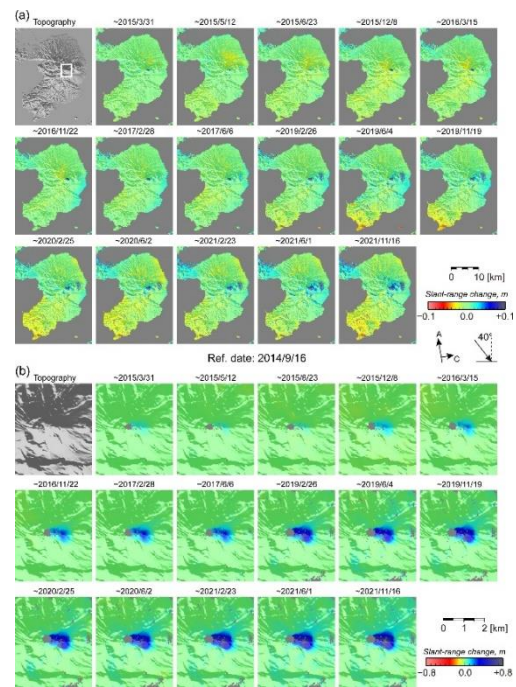 (a)
Topography ~2015/3/31 ~2015/5/12 ~2015/6/23 ~2015/12/8 ~2016/3/15
~2016/11/22 ~2017/2/28 ~2017/6/6 ~2019/2/26 ~2019/6/4 ~2019/11/19
~2020/2/25 ~2020/6/2 ~2021/2/23 ~2021/6/1 ~2021/11/16
0 10 [km]
Slant-range change, m
−0.1 0.0 +0.1
A
C
40°
Ref. date: 2014/9/16
(b)
Topography ~2015/3/31 ~2015/5/12 ~2015/6/23 ~2015/12/8 ~2016/3/15
~2016/11/22 ~2017/2/28 ~2017/6/6 ~2019/2/26 ~2019/6/4 ~2019/11/19
~2020/2/25 ~2020/6/2 ~2021/2/23 ~2021/6/1 ~2021/11/16
0 1 2 [km]
Slant-range change, m
−0.8 0.0 +0.8